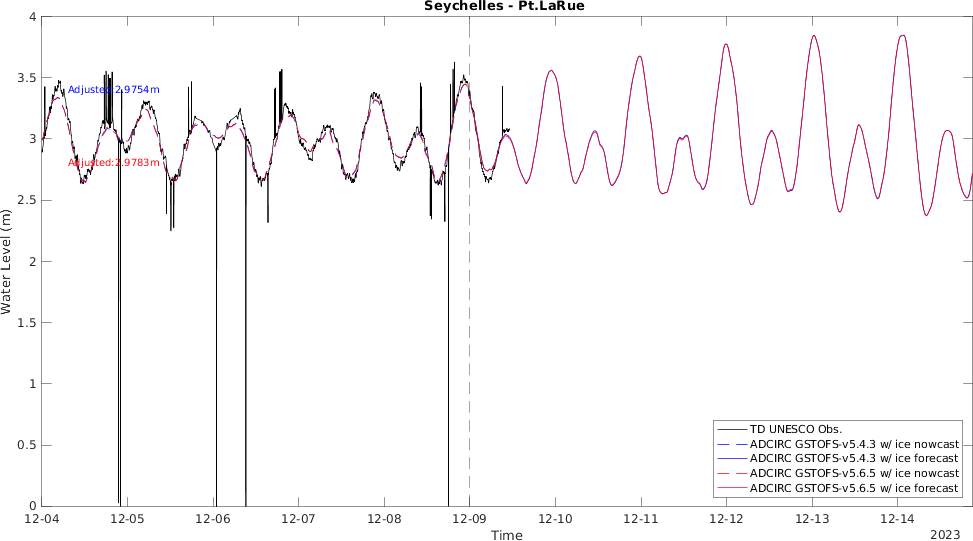 Seychelles - Pt.LaRue
Water Level (m)
4
3.5
3
2.5
2
1.5
1
0.5
0
Adjusted:2.9754m
Adjusted:2.9783m
TD UNESCO Obs.
ADCIRC GSTOFS-v5.4.3 w/ ice nowcast
ADCIRC GSTOFS-v5.4.3 w/ ice forecast
ADCIRC GSTOFS-v5.6.5 w/ ice nowcast
ADCIRC GSTOFS-v5.6.5 w/ ice forecast
12-04 12-05 12-06 12-07 12-08 12-09 12-10 12-11 12-12 12-13 12-14
Time
2023